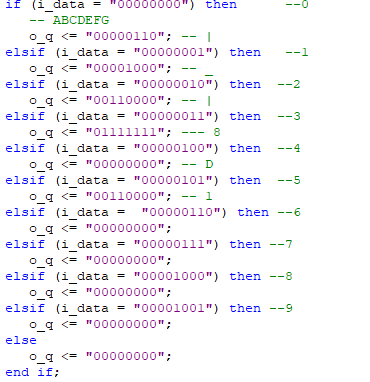 if (i_data = "00000000") then      --0
   -- ABCDEFG
   o_q <= "00000110"; -- |
elsif (i_data = "00000001") then   --1
   o_q <= "00001000"; -- _
elsif (i_data = "00000010") then  --2
   o_q <= "00110000"; -- |
elsif (i_data = "00000011") then  --3
   o_q <= "01111111"; --- 8
elsif (i_data = "00000100") then  --4
   o_q <= "00000000"; -- D
elsif (i_data = "00000101") then  --5
   o_q <= "00110000"; -- 1
elsif (i_data =  "00000110") then --6
   o_q <= "00000000";
elsif (i_data = "00000111") then --7
   o_q <= "00000000";
elsif (i_data = "00001000") then --8
   o_q <= "00000000";
elsif (i_data = "00001001") then --9
   o_q <= "00000000";
else
   o_q <= "00000000";
end if;